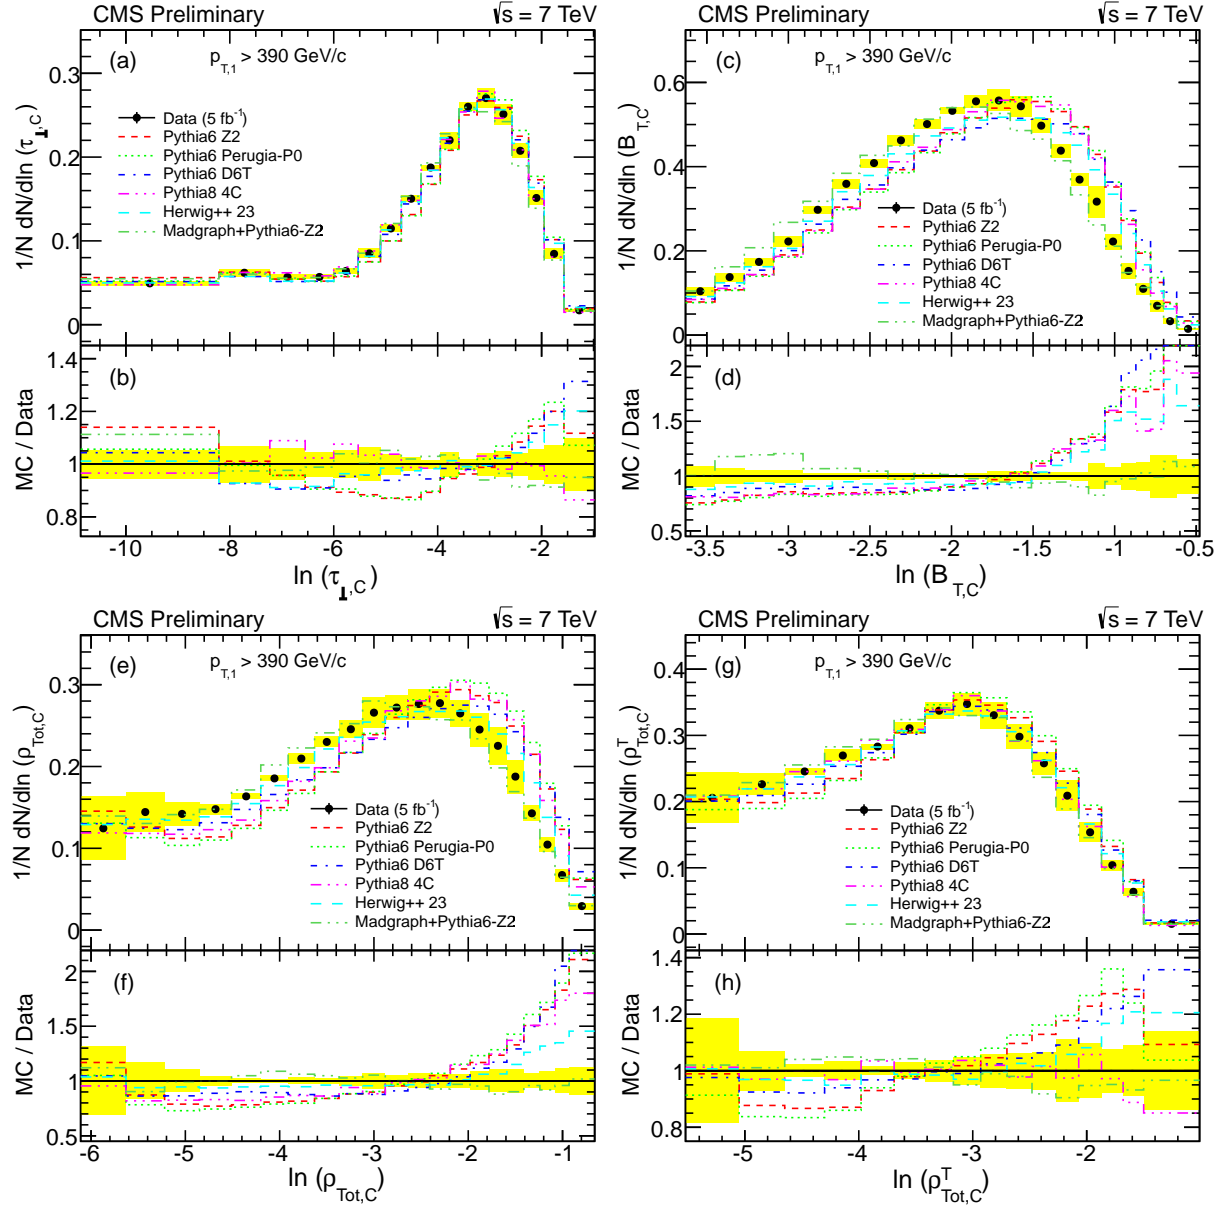 CMS Preliminary √s = 7 TeV
(a) p_T,1 > 390 GeV/c
1/N dN/dln (τ_⊥,C)
0.3
0.2
0.1
0
Data (5 fb⁻¹)
Pythia6 Z2
Pythia6 Perugia-P0
Pythia6 D6T
Pythia8 4C
Herwig++ 23
Madgraph+Pythia6-Z2
(b)
MC / Data
1.4
1.2
1
0.8
-10 -8 -6 -4 -2
ln (τ_⊥,C)
CMS Preliminary √s = 7 TeV
(c) p_T,1 > 390 GeV/c
1/N dN/dln (B_T,C)
0.6
0.4
0.2
0
Data (5 fb⁻¹)
Pythia6 Z2
Pythia6 Perugia-P0
Pythia6 D6T
Pythia8 4C
Herwig++ 23
Madgraph+Pythia6-Z2
(d)
MC / Data
2
1.5
1
0.5
-3.5 -3 -2.5 -2 -1.5 -1 -0.5
ln (B_T,C)
CMS Preliminary √s = 7 TeV
(e) p_T,1 > 390 GeV/c
1/N dN/dln (ρ_Tot,C)
0.3
0.2
0.1
0
Data (5 fb⁻¹)
Pythia6 Z2
Pythia6 Perugia-P0
Pythia6 D6T
Pythia8 4C
Herwig++ 23
Madgraph+Pythia6-Z2
(f)
MC / Data
2
1.5
1
0.5
-6 -5 -4 -3 -2 -1
ln (ρ_Tot,C)
CMS Preliminary √s = 7 TeV
(g) p_T,1 > 390 GeV/c
1/N dN/dln (ρ^T_Tot,C)
0.4
0.2
0
Data (5 fb⁻¹)
Pythia6 Z2
Pythia6 Perugia-P0
Pythia6 D6T
Pythia8 4C
Herwig++ 23
Madgraph+Pythia6-Z2
(h)
MC / Data
1.4
1.2
1
0.8
-5 -4 -3 -2
ln (ρ^T_Tot,C)